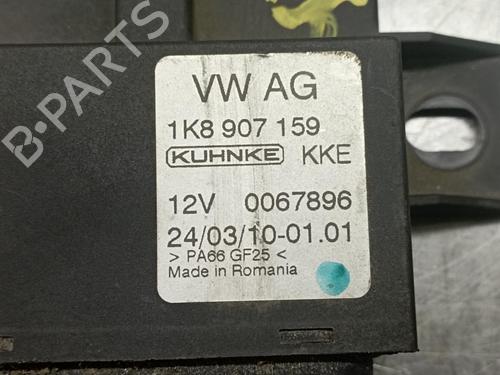 VW AG
1K8 907 159
KUHNKE KKE
12V 0067896
24/03/10-01.01
> PA66 GF25 <
Made in Romania
B-PARTS